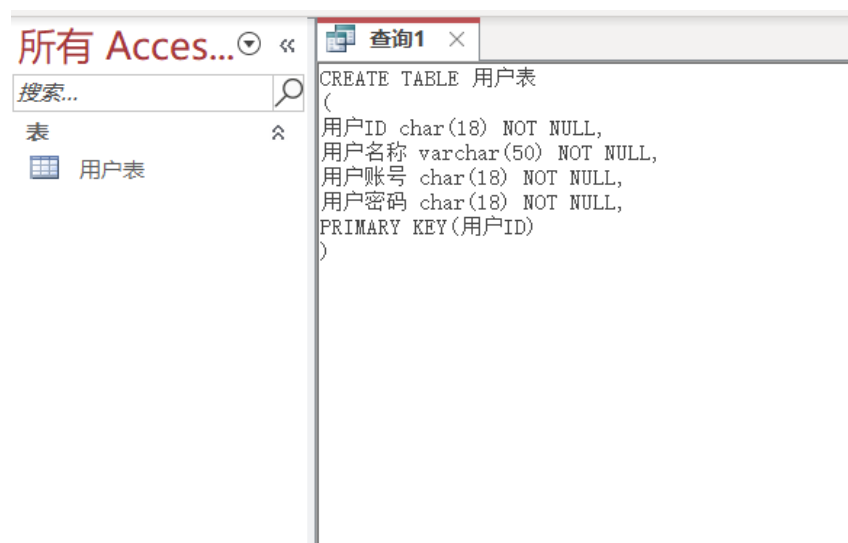 所有 Acces...
搜索...
表
用户表
查询1
CREATE TABLE 用户表
(
用户ID char(18) NOT NULL,
用户名称 varchar(50) NOT NULL,
用户账号 char(18) NOT NULL,
用户密码 char(18) NOT NULL,
PRIMARY KEY(用户ID)
)